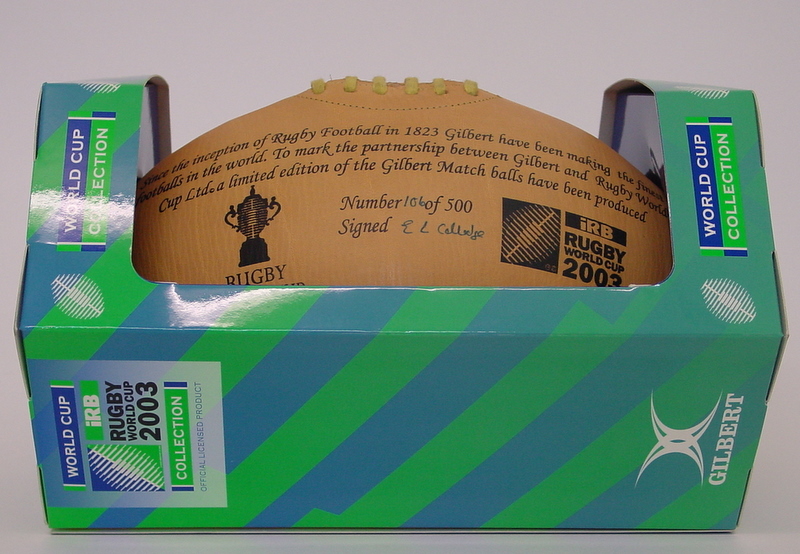 Since the inception of Rugby Football in 1823 Gilbert have been making the finest
footballs in the world. To mark the partnership between Gilbert and Rugby World
Cup Ltd. a limited edition of the Gilbert Match balls have been produced
Number 106 of 500
Signed E L
RUGBY
iRB
RUGBY
WORLD CUP
2003
WORLD CUP
COLLECTION
WORLD CUP
COLLECTION
WORLD CUP
iRB
RUGBY
WORLD CUP
2003
COLLECTION
OFFICIAL LICENSED PRODUCT
GILBERT